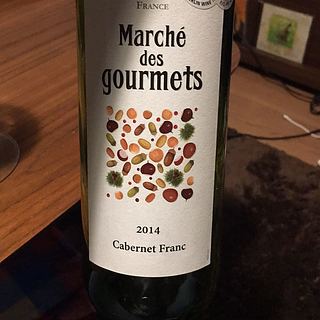 France
Marché
des
gourmets
2014
Cabernet Franc